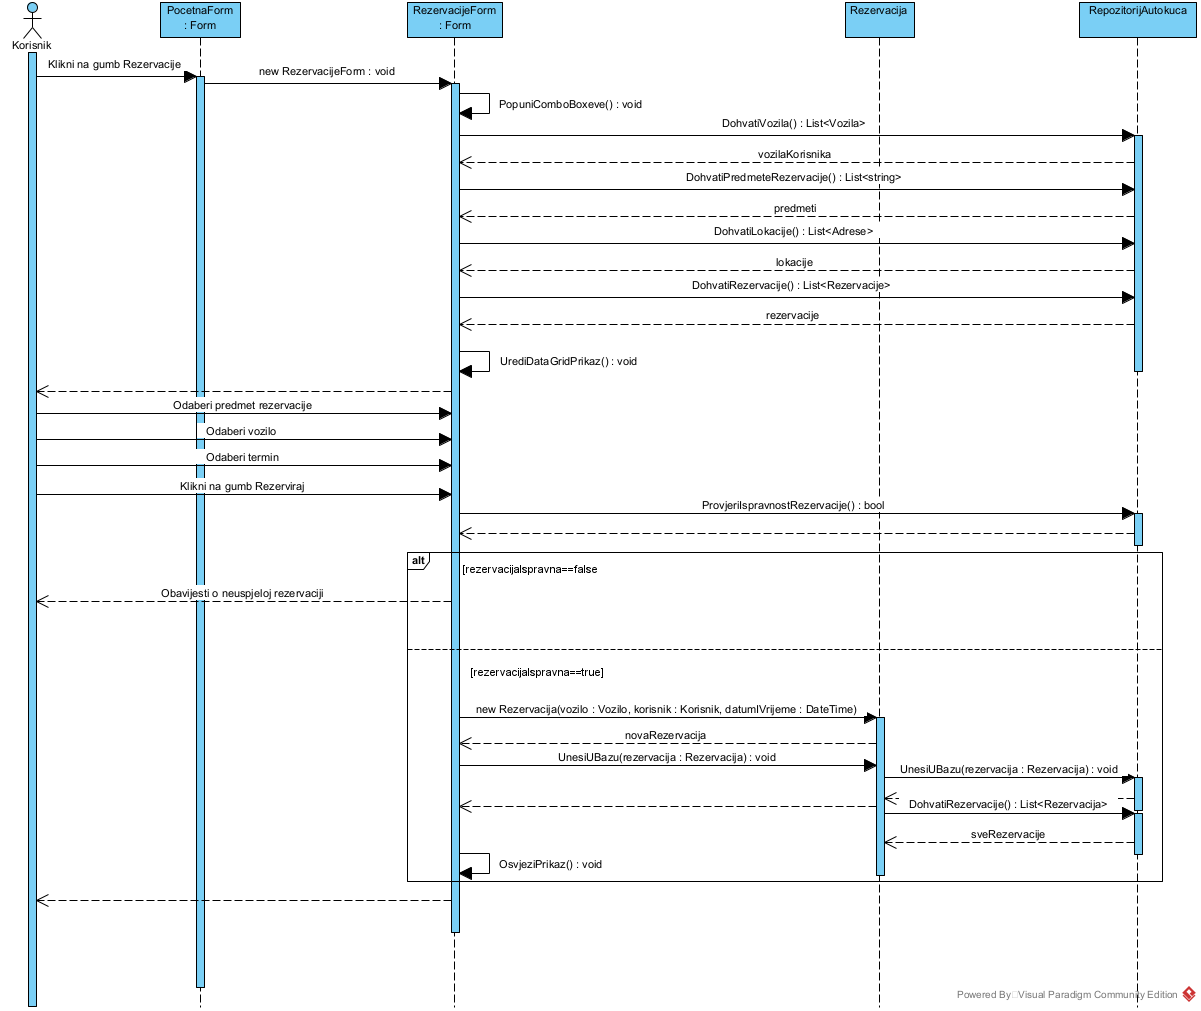 PocetnaForm
: Form
RezervacijeForm
: Form
Rezervacija
RepozitorijAutokuca
Korisnik
Klikni na gumb Rezervacije
new RezervacijeForm : void
PopuniComboBoxeve() : void
DohvatiVozila() : List<Vozila>
vozilaKorisnika
DohvatiPredmeteRezervacije() : List<string>
predmeti
DohvatiLokacije() : List<Adrese>
lokacije
DohvatiRezervacije() : List<Rezervacije>
rezervacije
UrediDataGridPrikaz() : void
Odaberi predmet rezervacije
Odaberi vozilo
Odaberi termin
Klikni na gumb Rezerviraj
ProvjeriIspravnostRezervacije() : bool
alt
[rezervacijaIspravna==false
Obavijesti o neuspjeloj rezervaciji
[rezervacijaIspravna==true]
new Rezervacija(vozilo : Vozilo, korisnik : Korisnik, datumIVrijeme : DateTime)
novaRezervacija
UnesiUBazu(rezervacija : Rezervacija) : void
UnesiUBazu(rezervacija : Rezervacija) : void
DohvatiRezervacije() : List<Rezervacija>
sveRezervacije
OsvjeziPrikaz() : void
Powered By Visual Paradigm Community Edition